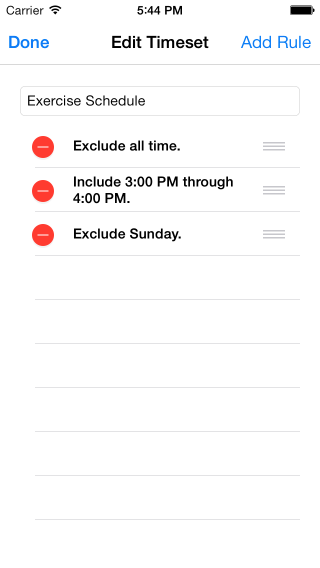 Carrier 5:44 PM
Done Edit Timeset Add Rule
Exercise Schedule
Exclude all time.
Include 3:00 PM through
4:00 PM.
Exclude Sunday.